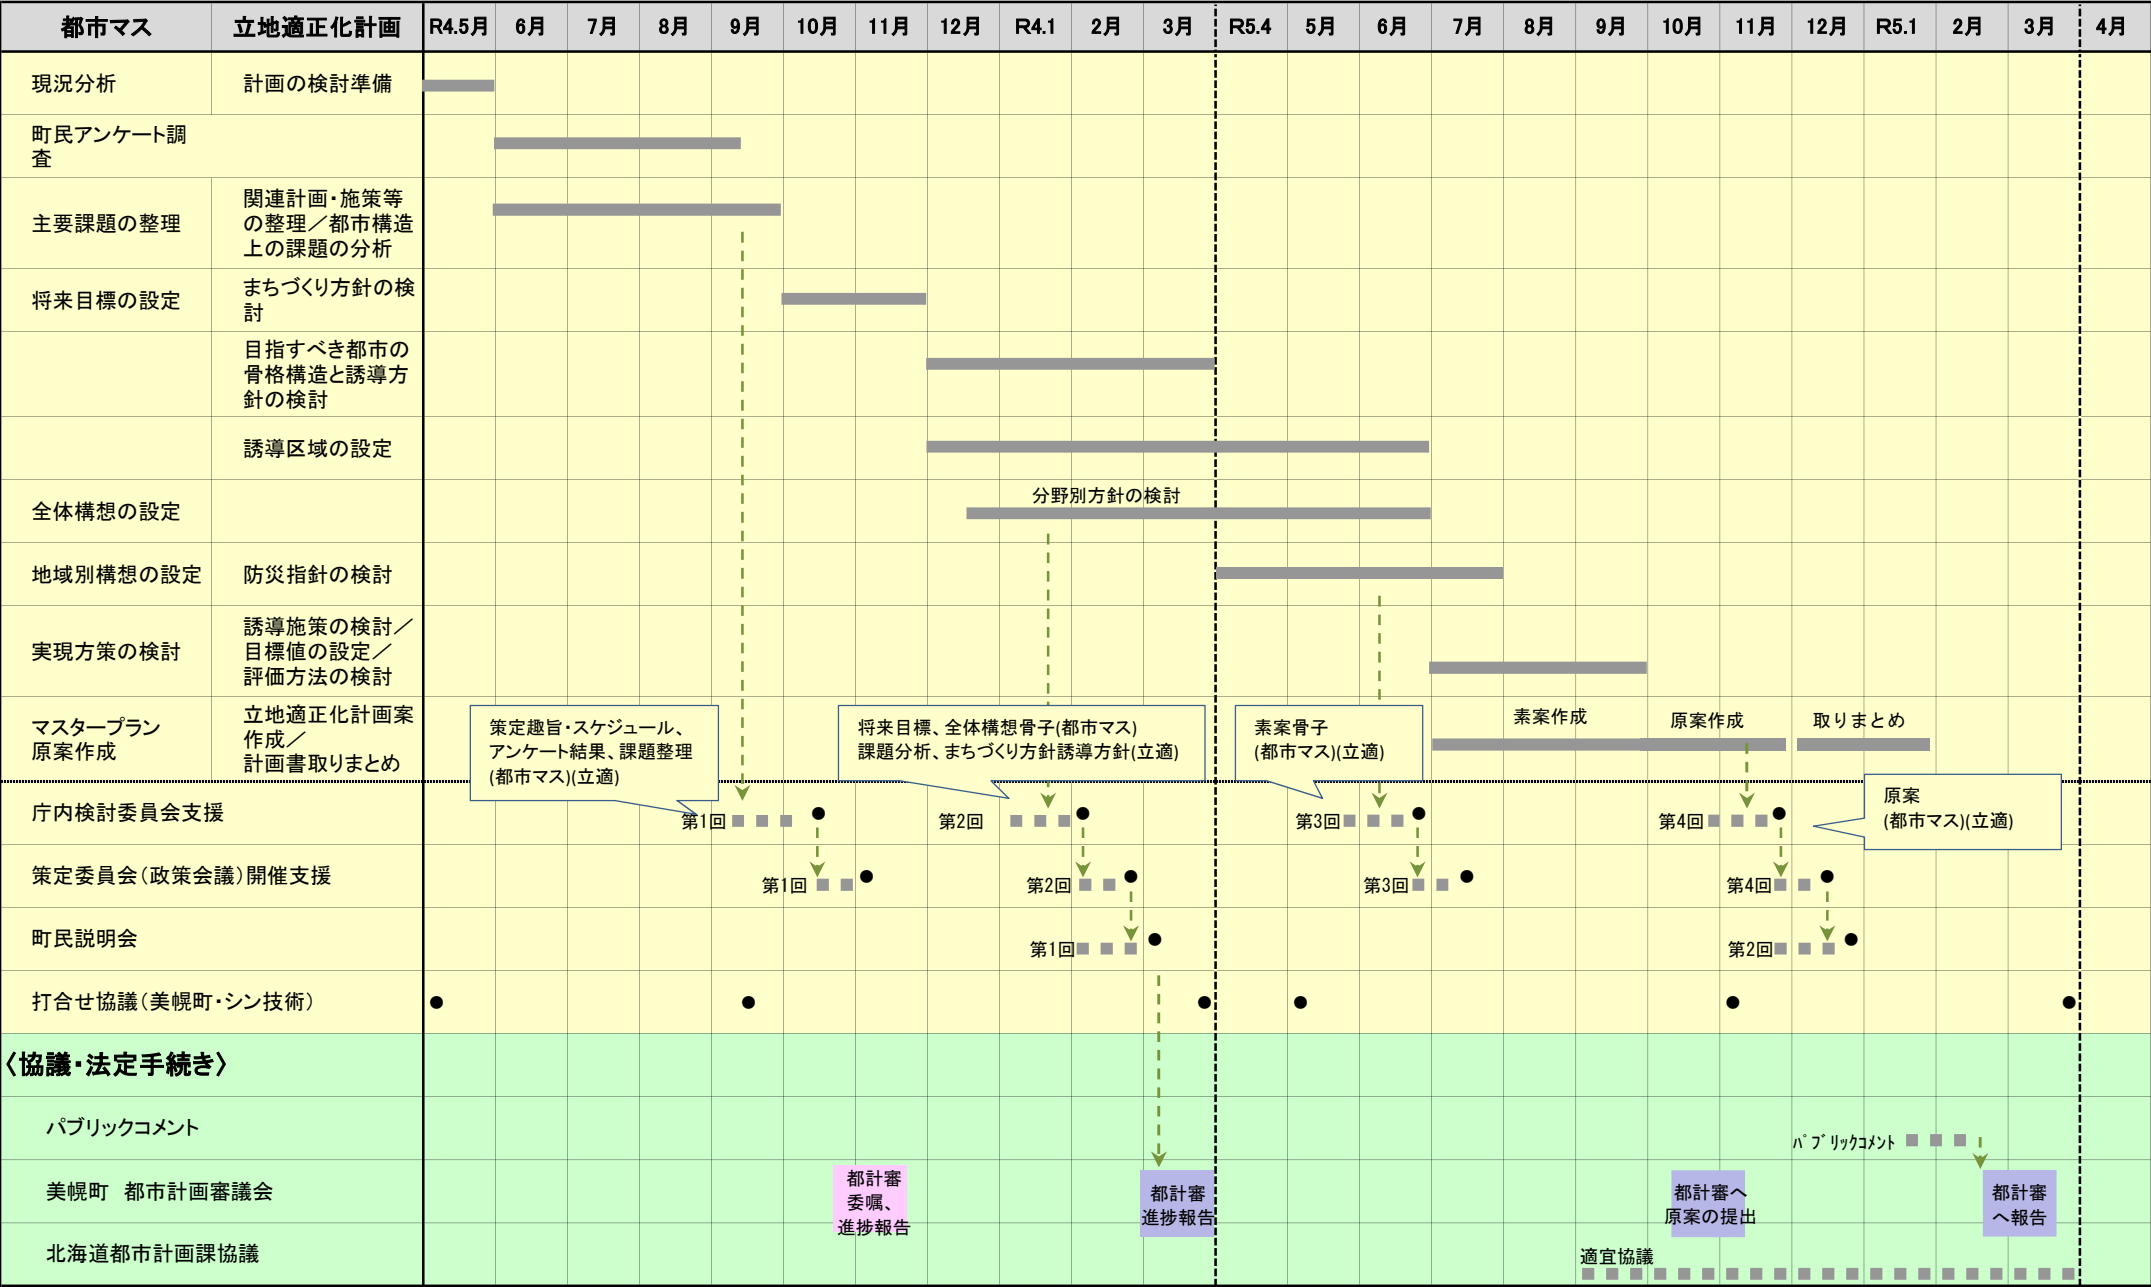 都市マス 立地適正化計画 R4.5月 6月 7月 8月 9月 10月 11月 12月 R4.1 2月 3月 R5.4 5月 6月 7月 8月 9月 10月 11月 12月 R5.1 2月 3月 4月
現況分析 計画の検討準備
町民アンケート調
査
主要課題の整理
関連計画・施策等
の整理／都市構造
上の課題の分析
将来目標の設定
まちづくり方針の検
討
目指すべき都市の
骨格構造と誘導方
針の検討
誘導区域の設定
全体構想の設定
分野別方針の検討
地域別構想の設定 防災指針の検討
実現方策の検討
誘導施策の検討／
目標値の設定／
評価方法の検討
マスタープラン
原案作成
立地適正化計画案
作成／
計画書取りまとめ
策定趣旨・スケジュール、
アンケート結果、課題整理
(都市マス)(立適)
将来目標、全体構想骨子(都市マス)
課題分析、まちづくり方針誘導方針(立適)
素案骨子
(都市マス)(立適)
素案作成 原案作成 取りまとめ
原案
(都市マス)(立適)
庁内検討委員会支援 第1回 第2回 第3回 第4回
策定委員会（政策会議）開催支援 第1回 第2回 第3回 第4回
町民説明会 第1回 第2回
打合せ協議（美幌町・シン技術）
〈協議・法定手続き〉
パブリックコメント ﾊﾟﾌﾞﾘｯｸｺﾒﾝﾄ
美幌町　都市計画審議会
都計審
委嘱、
進捗報告
都計審
進捗報告
都計審へ
原案の提出
都計審
へ報告
北海道都市計画課協議 適宜協議